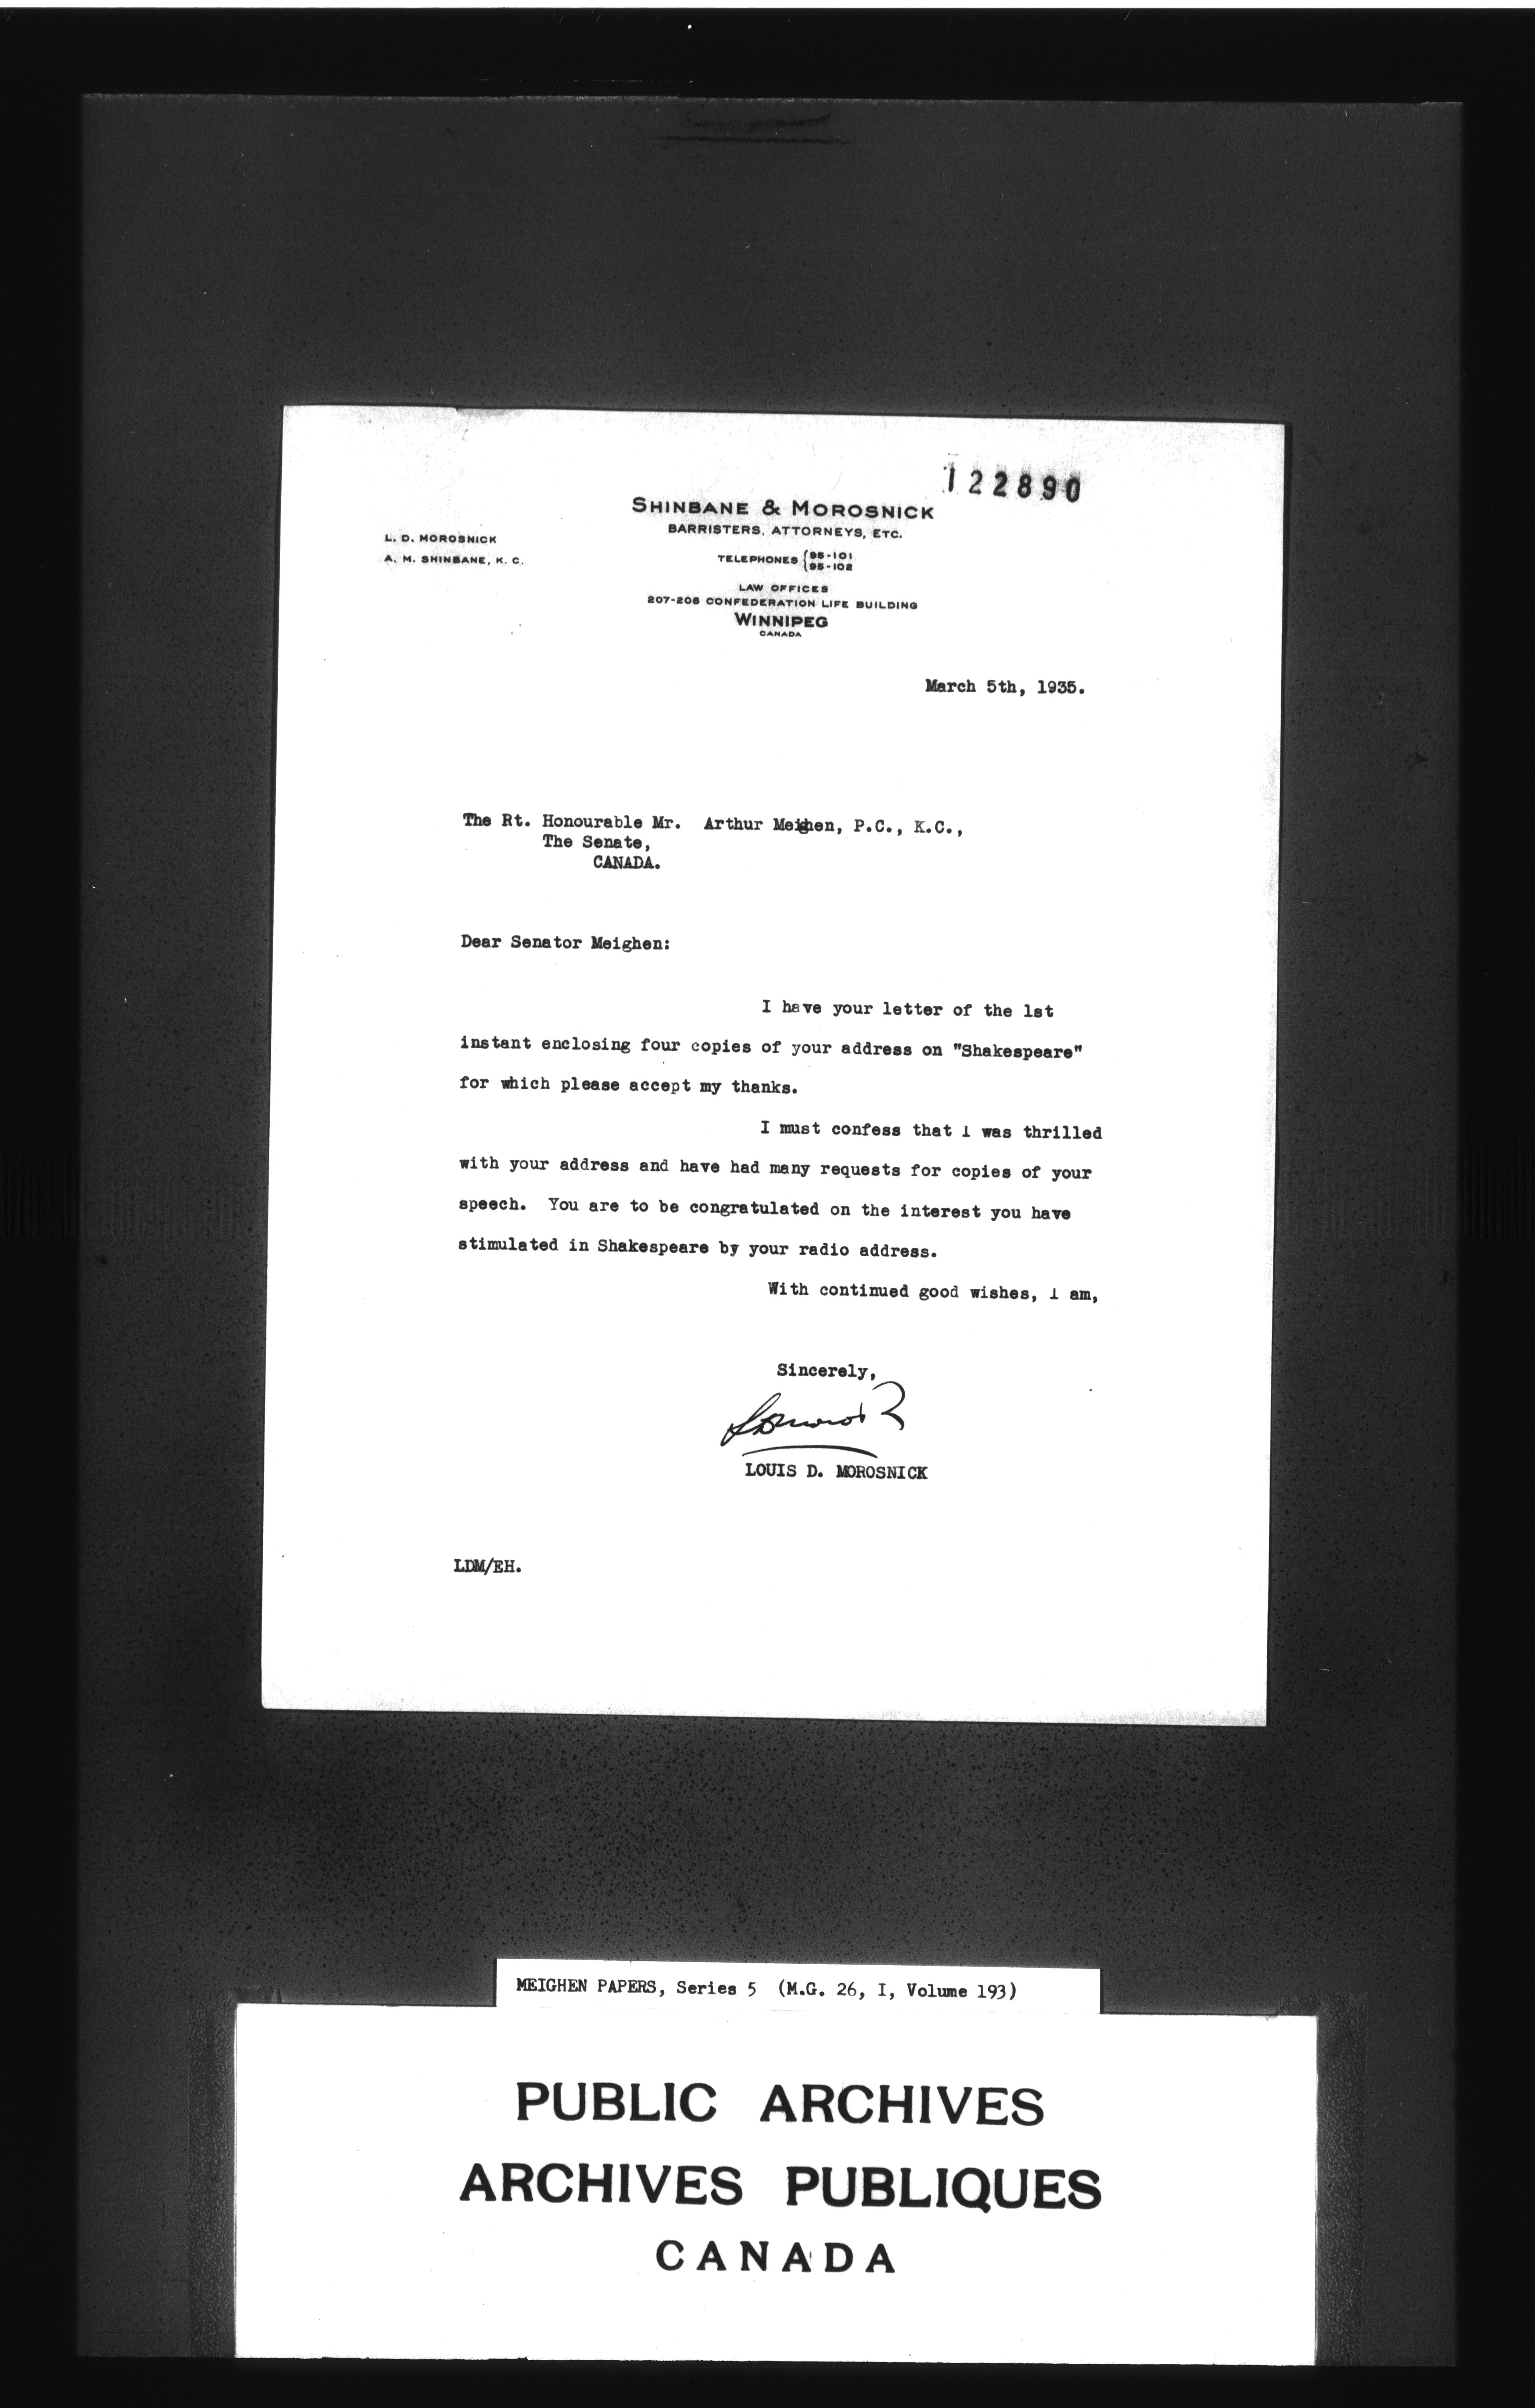 122890
SHINBANE & MOROSNICK
BARRISTERS, ATTORNEYS, ETC.
L. D. MOROSNICK
A. M. SHINBANE, K. C.
TELEPHONES {95-101
{95-102
LAW OFFICES
207-208 CONFEDERATION LIFE BUILDING
WINNIPEG
CANADA
March 5th, 1935.
The Rt. Honourable Mr. Arthur Meighen, P.C., K.C.,
The Senate,
CANADA.
Dear Senator Meighen:
I have your letter of the 1st
instant enclosing four copies of your address on "Shakespeare"
for which please accept my thanks.
I must confess that I was thrilled
with your address and have had many requests for copies of your
speech. You are to be congratulated on the interest you have
stimulated in Shakespeare by your radio address.
With continued good wishes, I am,
Sincerely,
LOUIS D. MOROSNICK
LDM/EH.
MEIGHEN PAPERS, Series 5 (M.G. 26, I, Volume 193)
PUBLIC ARCHIVES
ARCHIVES PUBLIQUES
CANADA